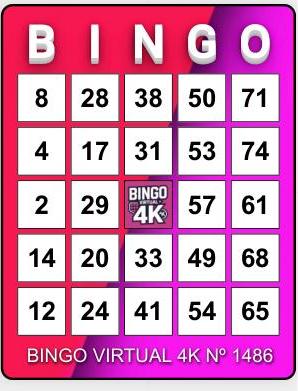 B I N G O
8 28 38 50 71
4 17 31 53 74
2 29 BINGO VIRTUAL 4K 57 61
14 20 33 49 68
12 24 41 54 65
BINGO VIRTUAL 4K Nº 1486